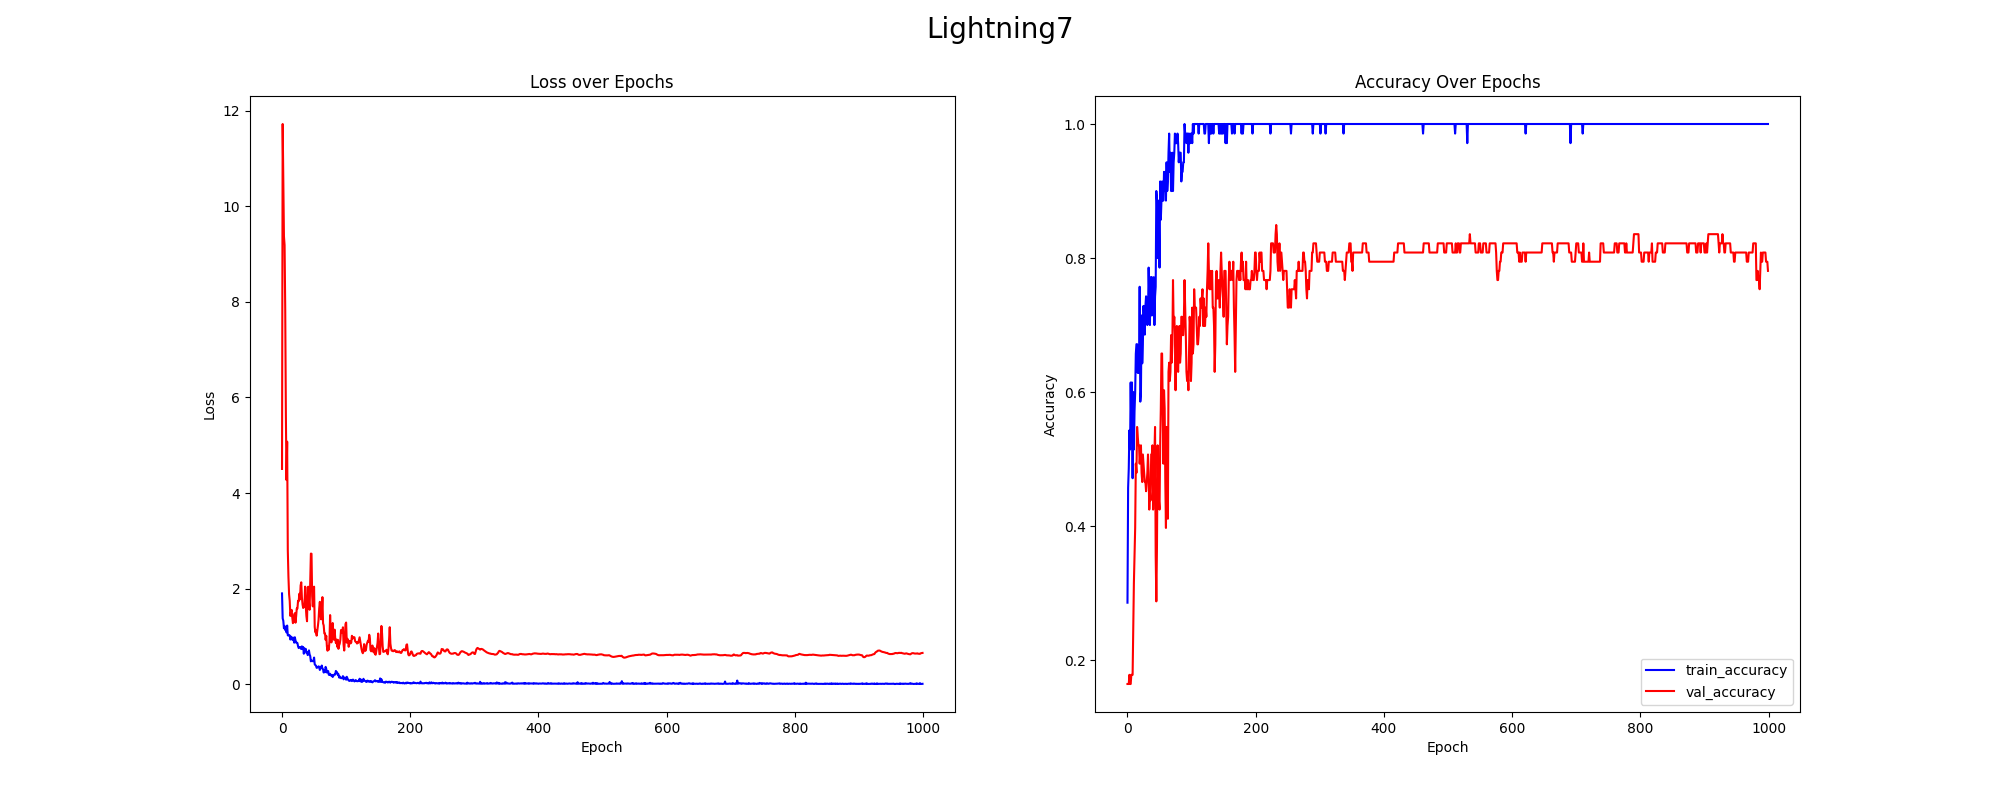 Lightning7
Loss over Epochs
12
10
8
6
4
2
0
Loss
0 200 400 600 800 1000
Epoch
Accuracy Over Epochs
1.0
0.8
0.6
0.4
0.2
Accuracy
train_accuracy
val_accuracy
0 200 400 600 800 1000
Epoch